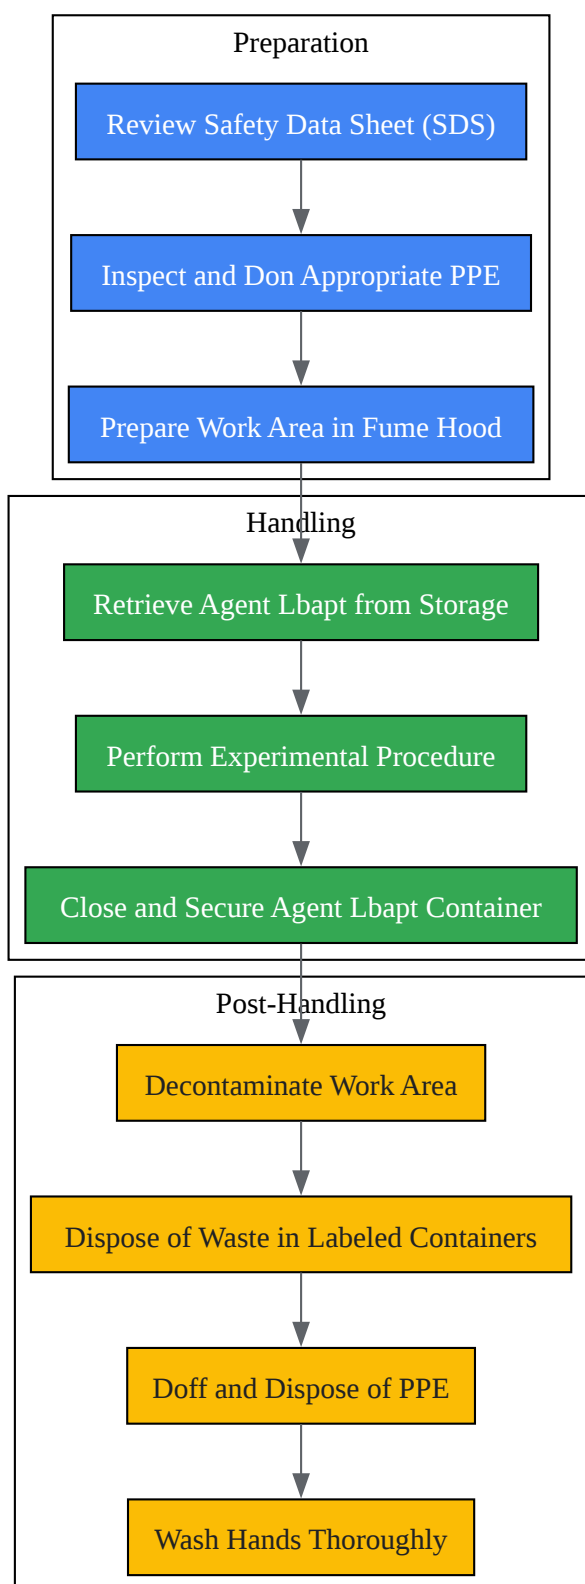 Preparation
Review Safety Data Sheet (SDS)
Inspect and Don Appropriate PPE
Prepare Work Area in Fume Hood
Handling
Retrieve Agent Lbapt from Storage
Perform Experimental Procedure
Close and Secure Agent Lbapt Container
Post-Handling
Decontaminate Work Area
Dispose of Waste in Labeled Containers
Doff and Dispose of PPE
Wash Hands Thoroughly